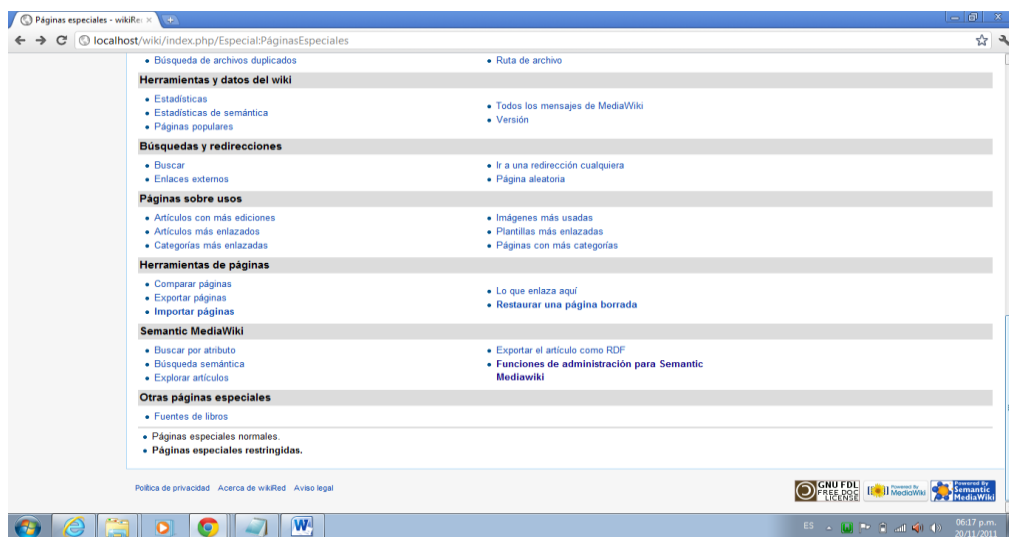 Páginas especiales - wikiRe
localhost/wiki/index.php/Especial:PáginasEspeciales
Búsqueda de archivos duplicados
Ruta de archivo
Herramientas y datos del wiki
Estadísticas
Estadísticas de semántica
Páginas populares
Todos los mensajes de MediaWiki
Versión
Búsquedas y redirecciones
Buscar
Enlaces externos
Ir a una redirección cualquiera
Página aleatoria
Páginas sobre usos
Artículos con más ediciones
Artículos más enlazados
Categorías más enlazadas
Imágenes más usadas
Plantillas más enlazadas
Páginas con más categorías
Herramientas de páginas
Comparar páginas
Exportar páginas
Importar páginas
Lo que enlaza aquí
Restaurar una página borrada
Semantic MediaWiki
Buscar por atributo
Búsqueda semántica
Explorar artículos
Exportar el artículo como RDF
Funciones de administración para Semantic
Mediawiki
Otras páginas especiales
Fuentes de libros
Páginas especiales normales.
Páginas especiales restringidas.
Política de privacidad Acerca de wikiRed Aviso legal
GNU FDL
FREE DOC
LICENSE
Powered By
MediaWiki
Powered By
Semantic
MediaWiki
ES
06:17 p.m.
20/11/2011